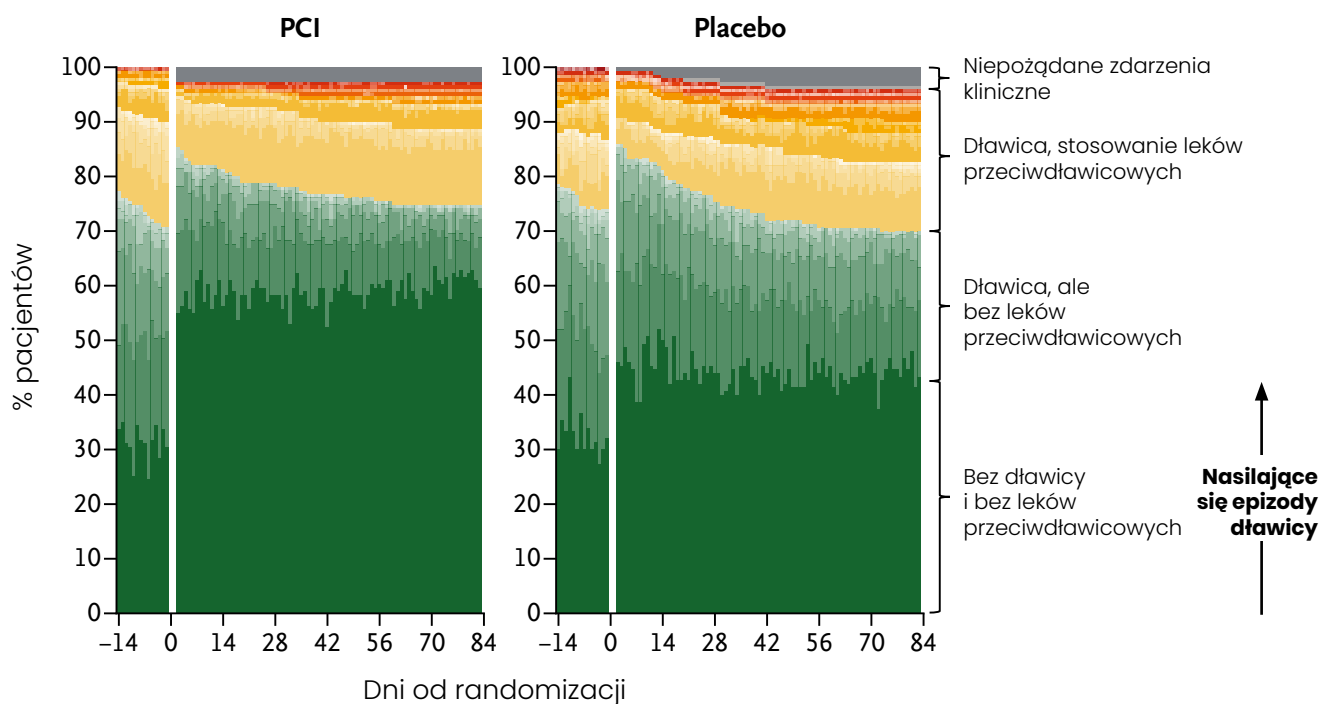 PCI
Placebo
% pacjentów
100
90
80
70
60
50
40
30
20
10
0
−14 0 14 28 42 56 70 84
100
90
80
70
60
50
40
30
20
10
0
−14 0 14 28 42 56 70 84
Dni od randomizacji
Niepożądane zdarzenia
kliniczne
Dławica, stosowanie leków
przeciwdławicowych
Dławica, ale
bez leków
przeciwdławicowych
Bez dławicy
i bez leków
przeciwdławicowych
Nasilające
się epizody
dławicy